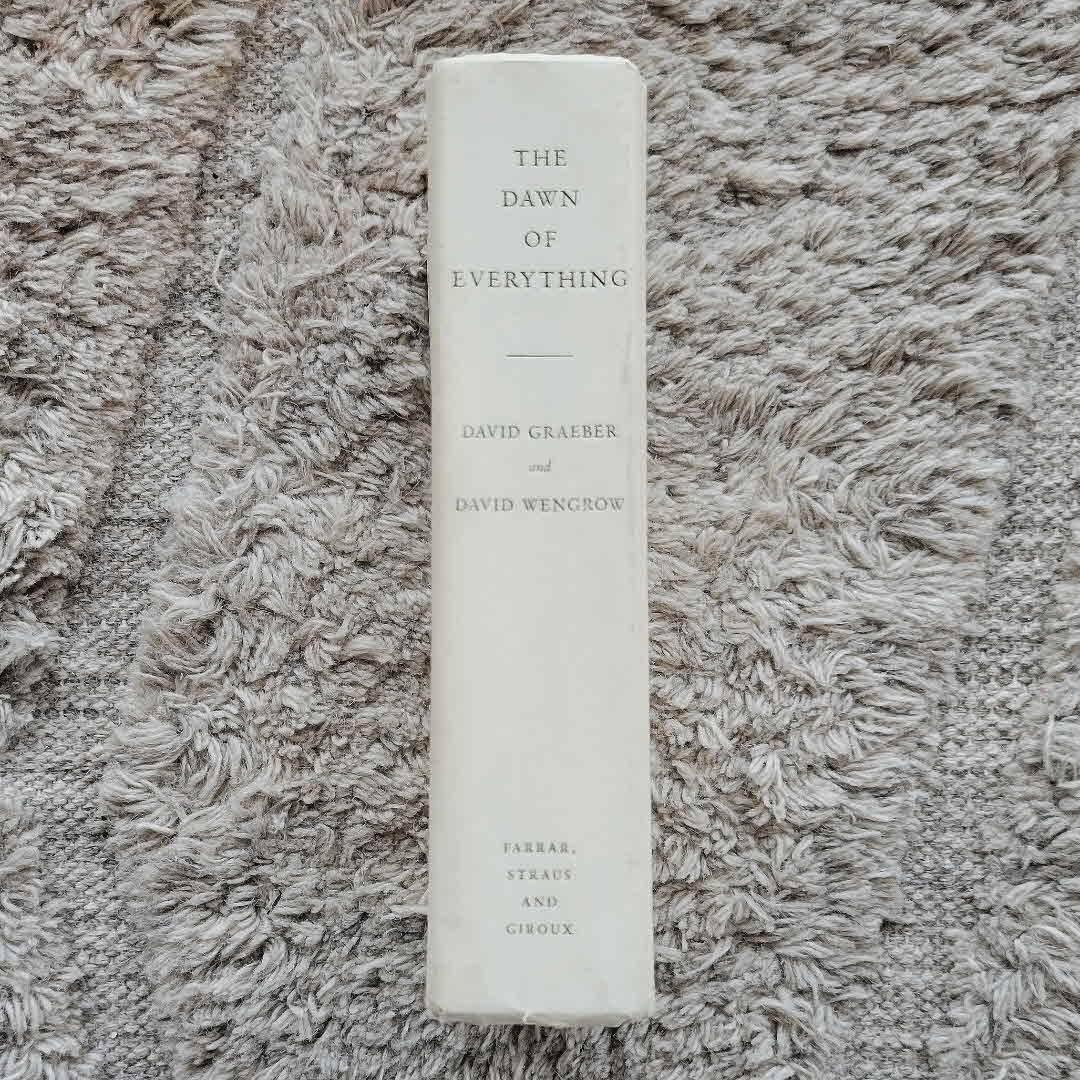 THE
DAWN
OF
EVERYTHING
DAVID GRAEBER
and
DAVID WENGROW
FARRAR,
STRAUS
AND
GIROUX